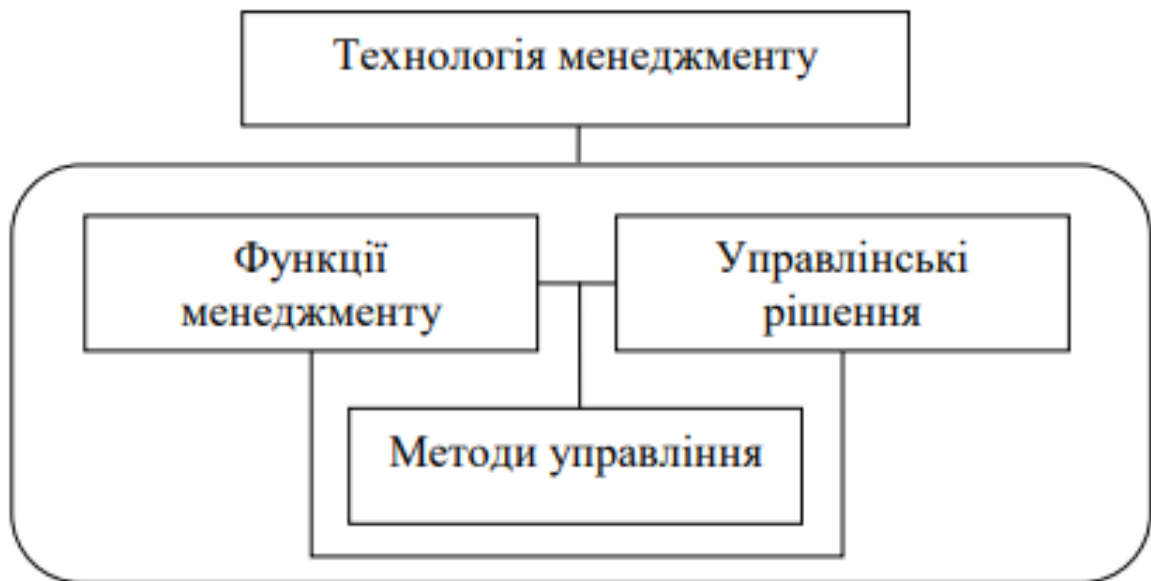 Технологія менеджменту
Функції
менеджменту
Управлінські
рішення
Методи управління